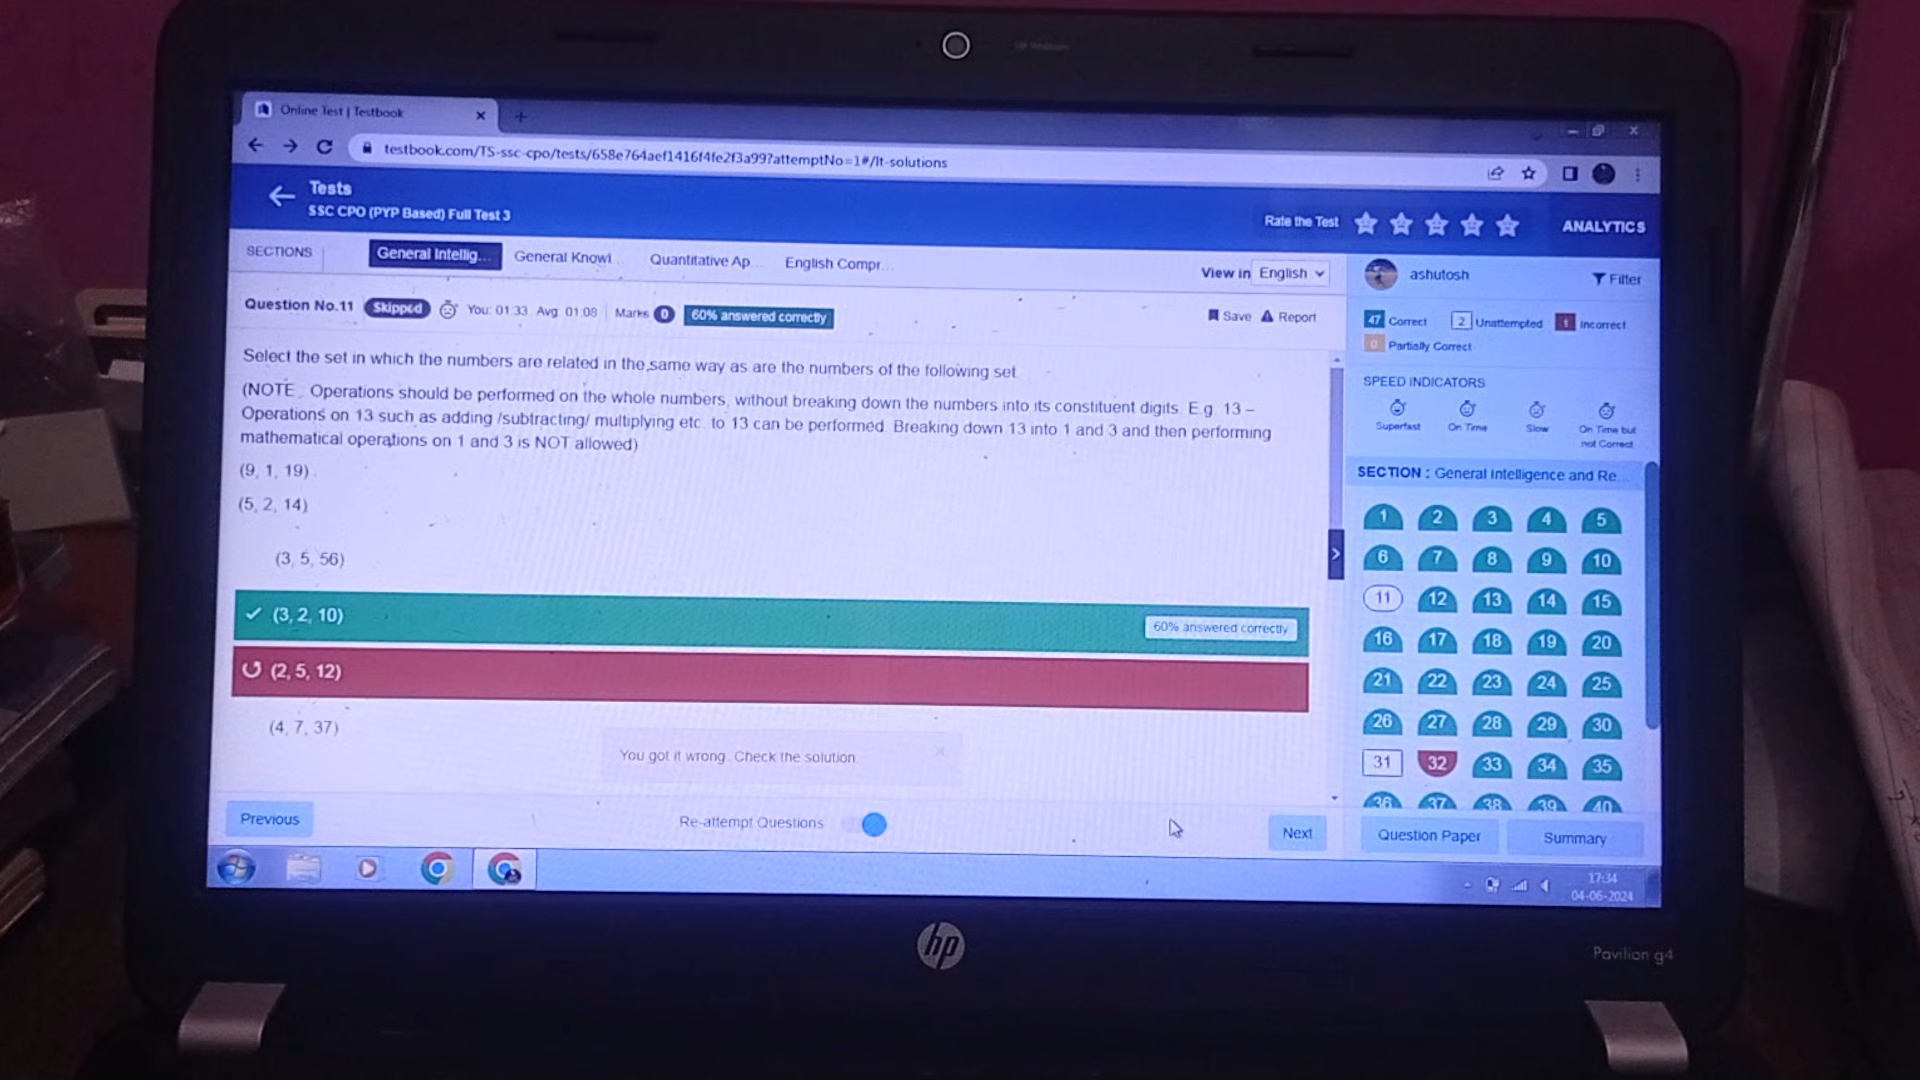 Online Test | Testbook
testbook.com/TS-ssc-cpo/tests/658e764aef1416f4fe2f3a99?attemptNo=1#/lt-solutions
Tests
SSC CPO (PYP Based) Full Test 3
Rate the Test
ANALYTICS
SECTIONS
General Intellig...
General Knowl...
Quantitative Ap...
English Compr...
View in English
ashutosh
Filter
Question No.11 Skipped You: 01:33 Avg: 01:08 Marks 0 60% answered correctly
Save Report
47 Correct 2 Unattempted 1 Incorrect
0 Partially Correct
Select the set in which the numbers are related in the same way as are the numbers of the following set.
(NOTE : Operations should be performed on the whole numbers, without breaking down the numbers into its constituent digits. E.g. 13 –
Operations on 13 such as adding /subtracting/ multiplying etc. to 13 can be performed. Breaking down 13 into 1 and 3 and then performing
mathematical operations on 1 and 3 is NOT allowed)
(9, 1, 19)
(5, 2, 14)
(3, 5, 56)
(3, 2, 10)
60% answered correctly
(2, 5, 12)
(4, 7, 37)
You got it wrong. Check the solution
SPEED INDICATORS
Superfast On Time Slow On Time but
not Correct
SECTION : General Intelligence and Re...
1 2 3 4 5
6 7 8 9 10
11 12 13 14 15
16 17 18 19 20
21 22 23 24 25
26 27 28 29 30
31 32 33 34 35
36 37 38 39 40
Previous
Re-attempt Questions
Next
Question Paper
Summary
17:34
04-06-2024
hp
Pavilion g4